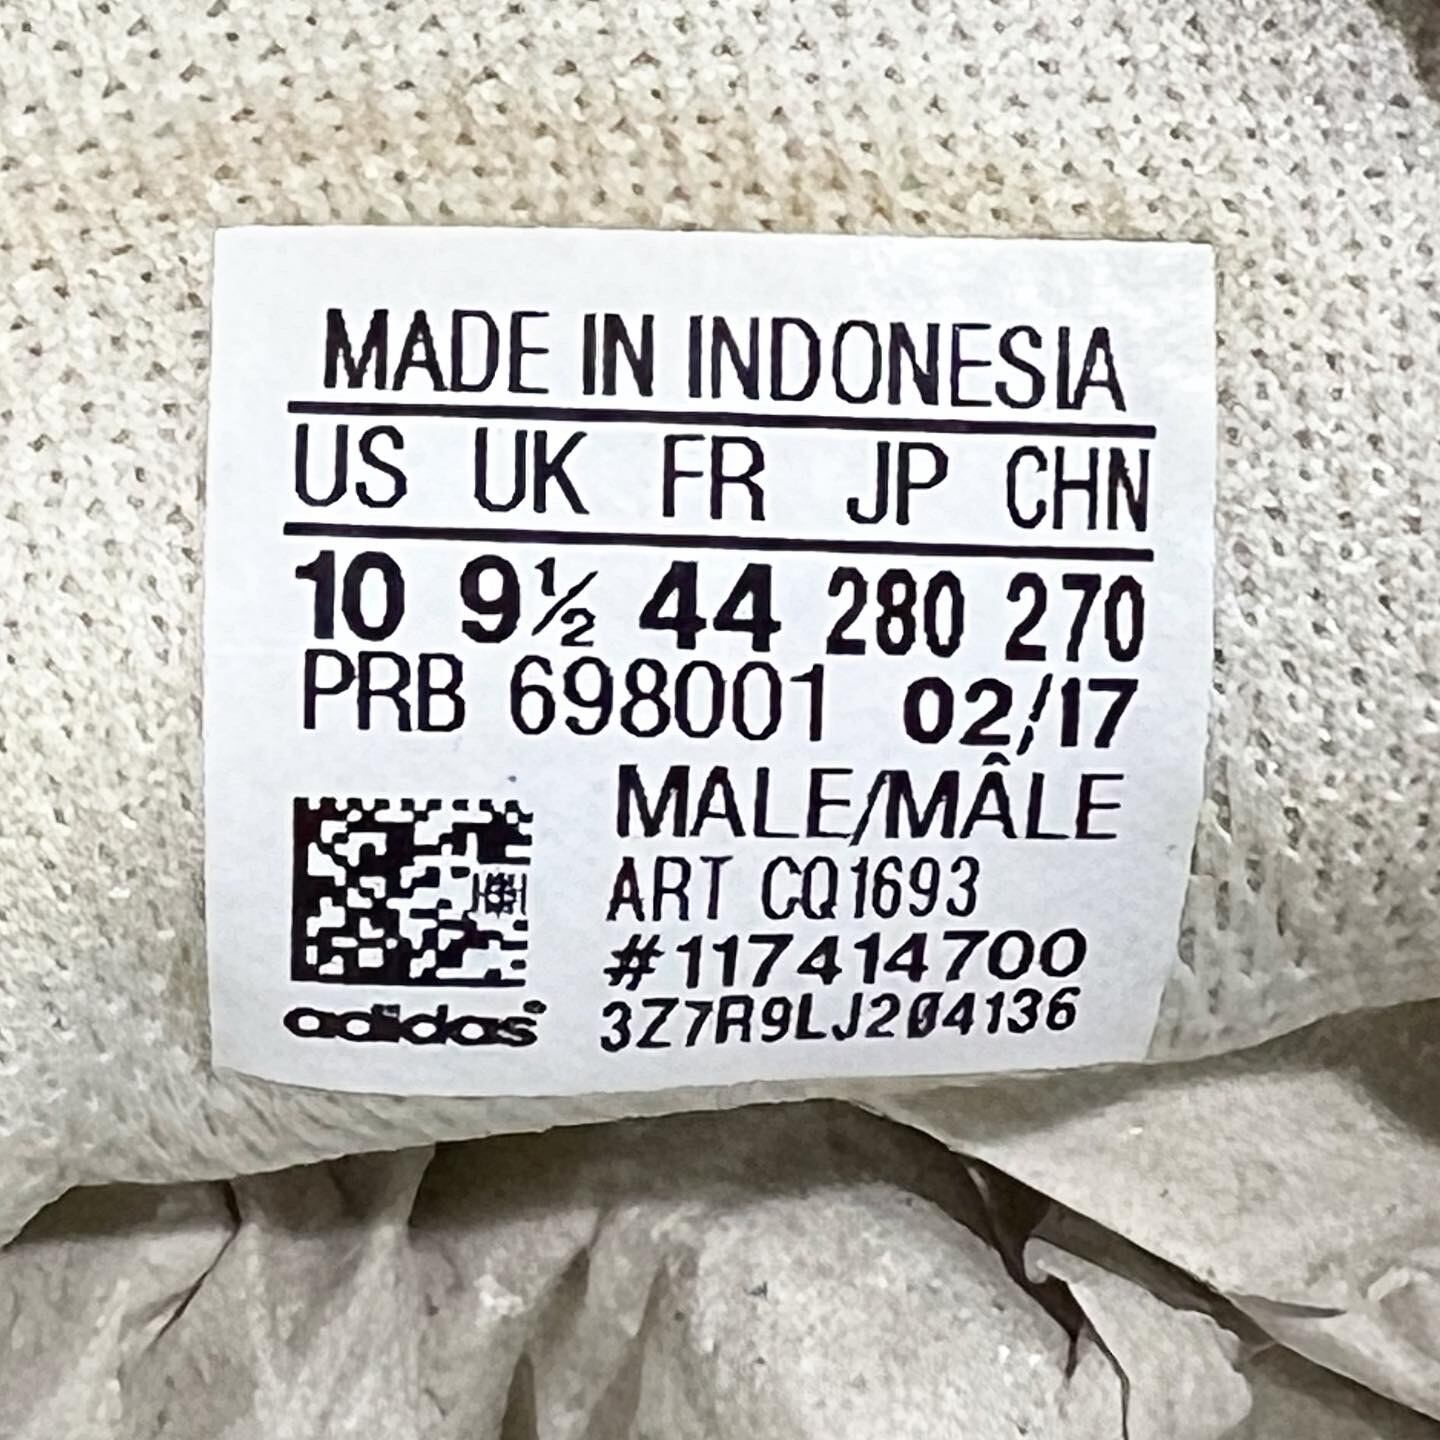 MADE IN INDONESIA
US UK FR JP CHN
10 9½ 44 280 270
PRB 698001 02/17
MALE/MÂLE
ART CQ1693
#117414700
adidas® 3Z7R9LJ2Ø4136